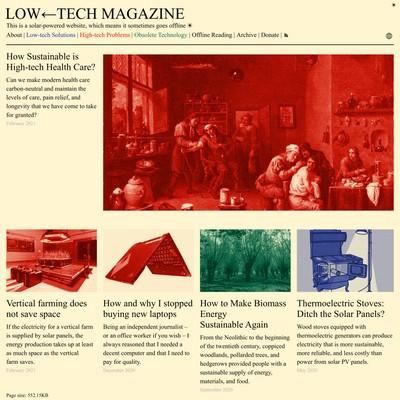 LOW←TECH MAGAZINE
This is a solar-powered website, which means it sometimes goes offline ☀
About | Low-tech Solutions | High-tech Problems | Obsolete Technology | Offline Reading | Archive | Donate |
How Sustainable is
High-tech Health Care?
Can we make modern health care
carbon-neutral and maintain the
levels of care, pain relief, and
longevity that we have come to take
for granted?
February 2021
Vertical farming does
not save space
If the electricity for a vertical farm
is supplied by solar panels, the
energy production takes up at least
as much space as the vertical
farm saves.
February 2021
How and why I stopped
buying new laptops
Being an independent journalist –
or an office worker if you wish – I
always reasoned that I needed a
decent computer and that I need to
pay for quality.
December 2020
How to Make Biomass
Energy
Sustainable Again
From the Neolithic to the beginning
of the twentieth century, coppiced
woodlands, pollarded trees, and
hedgerows provided people with a
sustainable supply of energy,
materials, and food.
September 2020
Thermoelectric Stoves:
Ditch the Solar Panels?
Wood stoves equipped with
thermoelectric generators can produce
electricity that is more sustainable,
more reliable, and less costly than
power from solar PV panels.
May 2020
Page size: 552.15KB